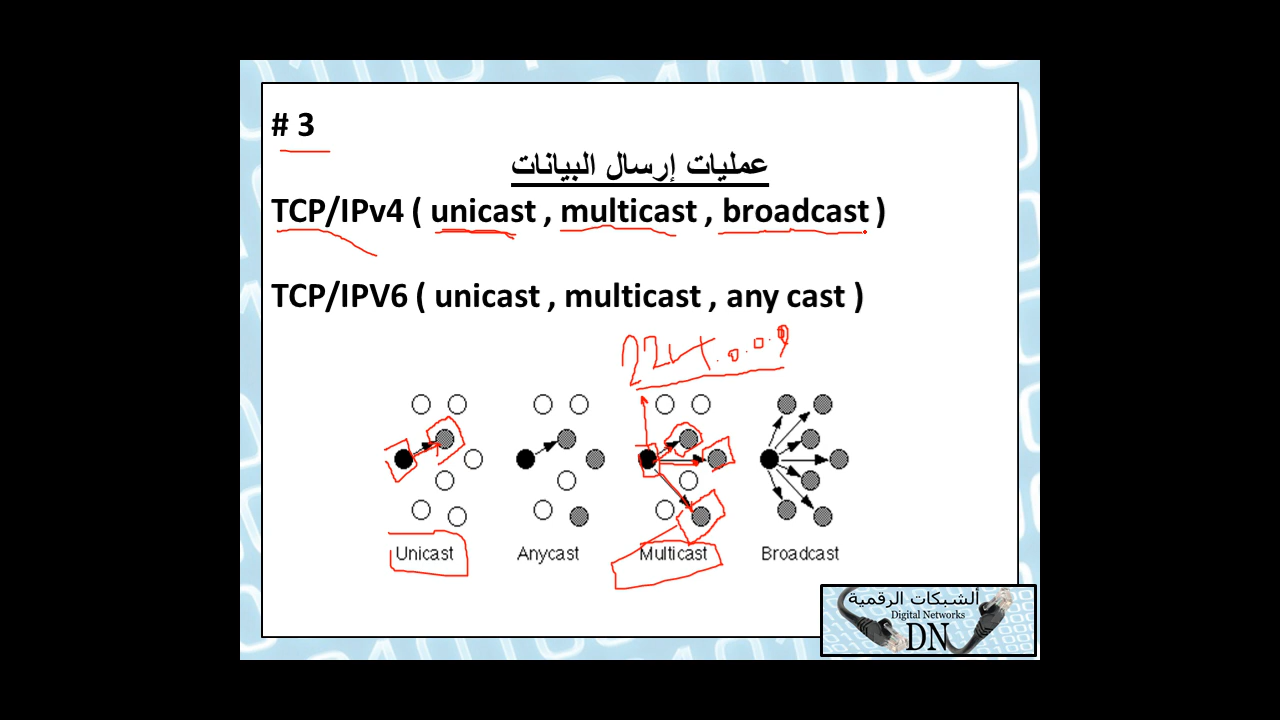 # 3
عمليات إرسال البيانات
TCP/IPv4 ( unicast , multicast , broadcast )
TCP/IPV6 ( unicast , multicast , any cast )
Unicast Anycast Multicast Broadcast
ألشبكات الرقمية
Digital Networks
DN